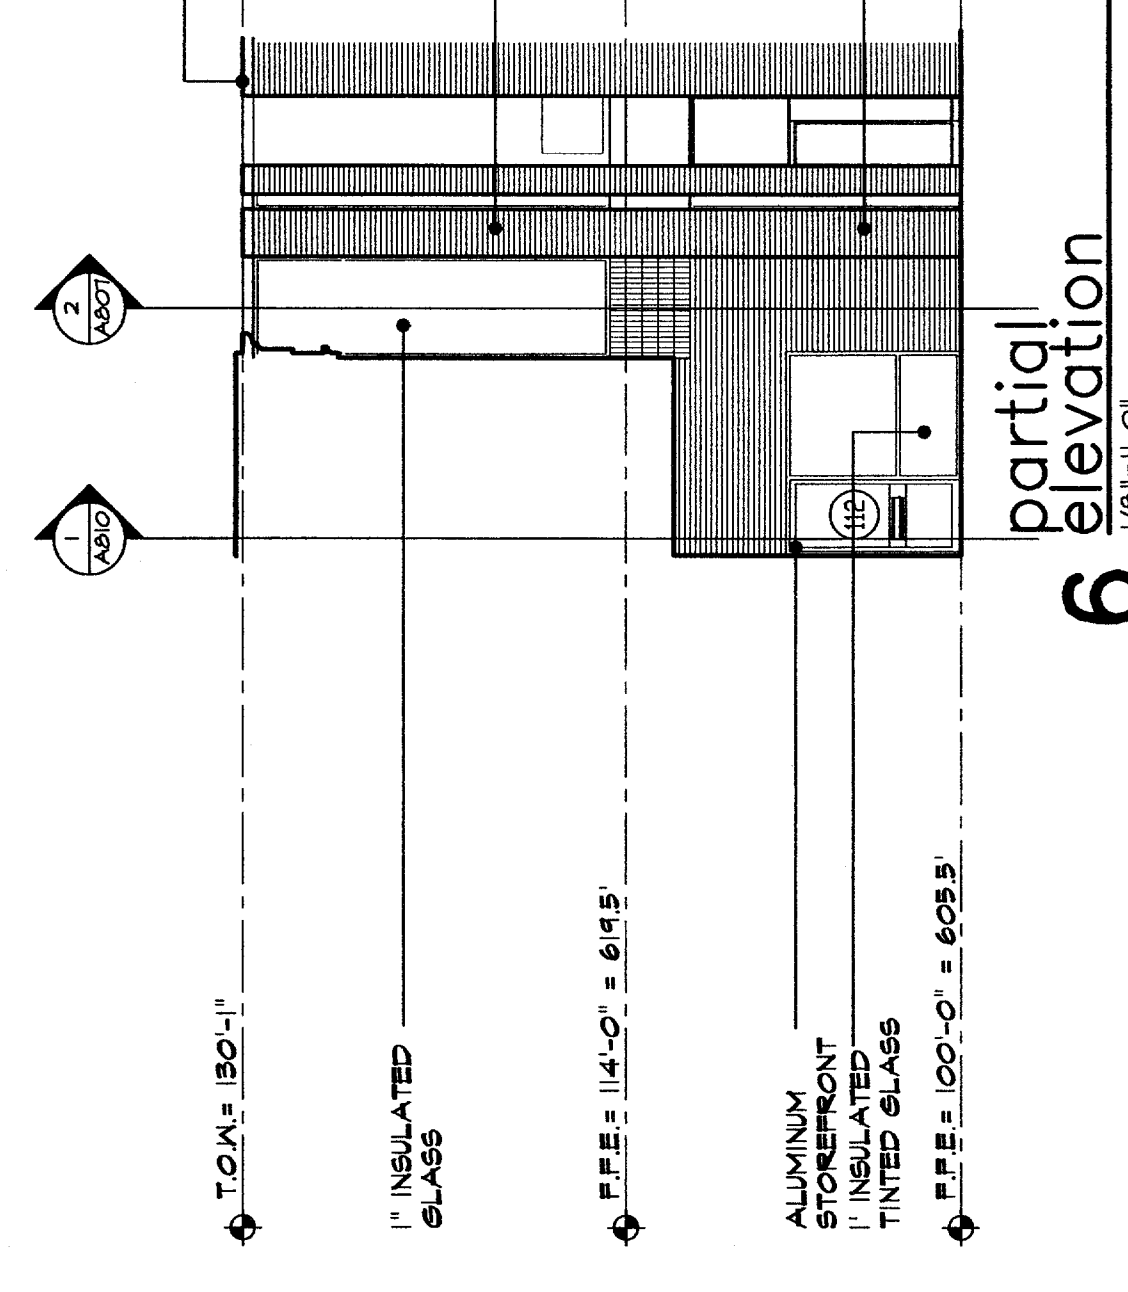 2
A807
1
A810
T.O.W.= 130'-1"
1" INSULATED
GLASS
F.F.E.= 114'-0" = 619.5'
112
ALUMINUM
STOREFRONT
1' INSULATED
TINTED GLASS
F.F.E.= 100'-0" = 605.5'
6 partial
elevation